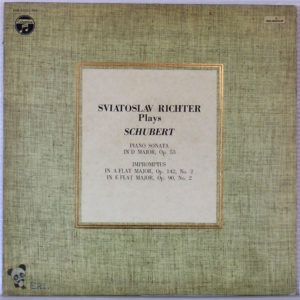 SVIATOSLAV RICHTER
Plays
SCHUBERT
PIANO SONATA
IN D MAJOR, Op. 53
IMPROMPTUS
IN A FLAT MAJOR, Op. 142, No. 2
IN E FLAT MAJOR, Op. 90, No. 2